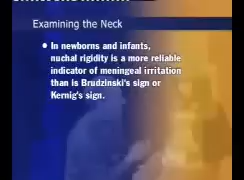 Examining the Neck
• In newborns and infants,
nuchal rigidity is a more reliable
indicator of meningeal irritation
than is Brudzinski's sign or
Kernig's sign.